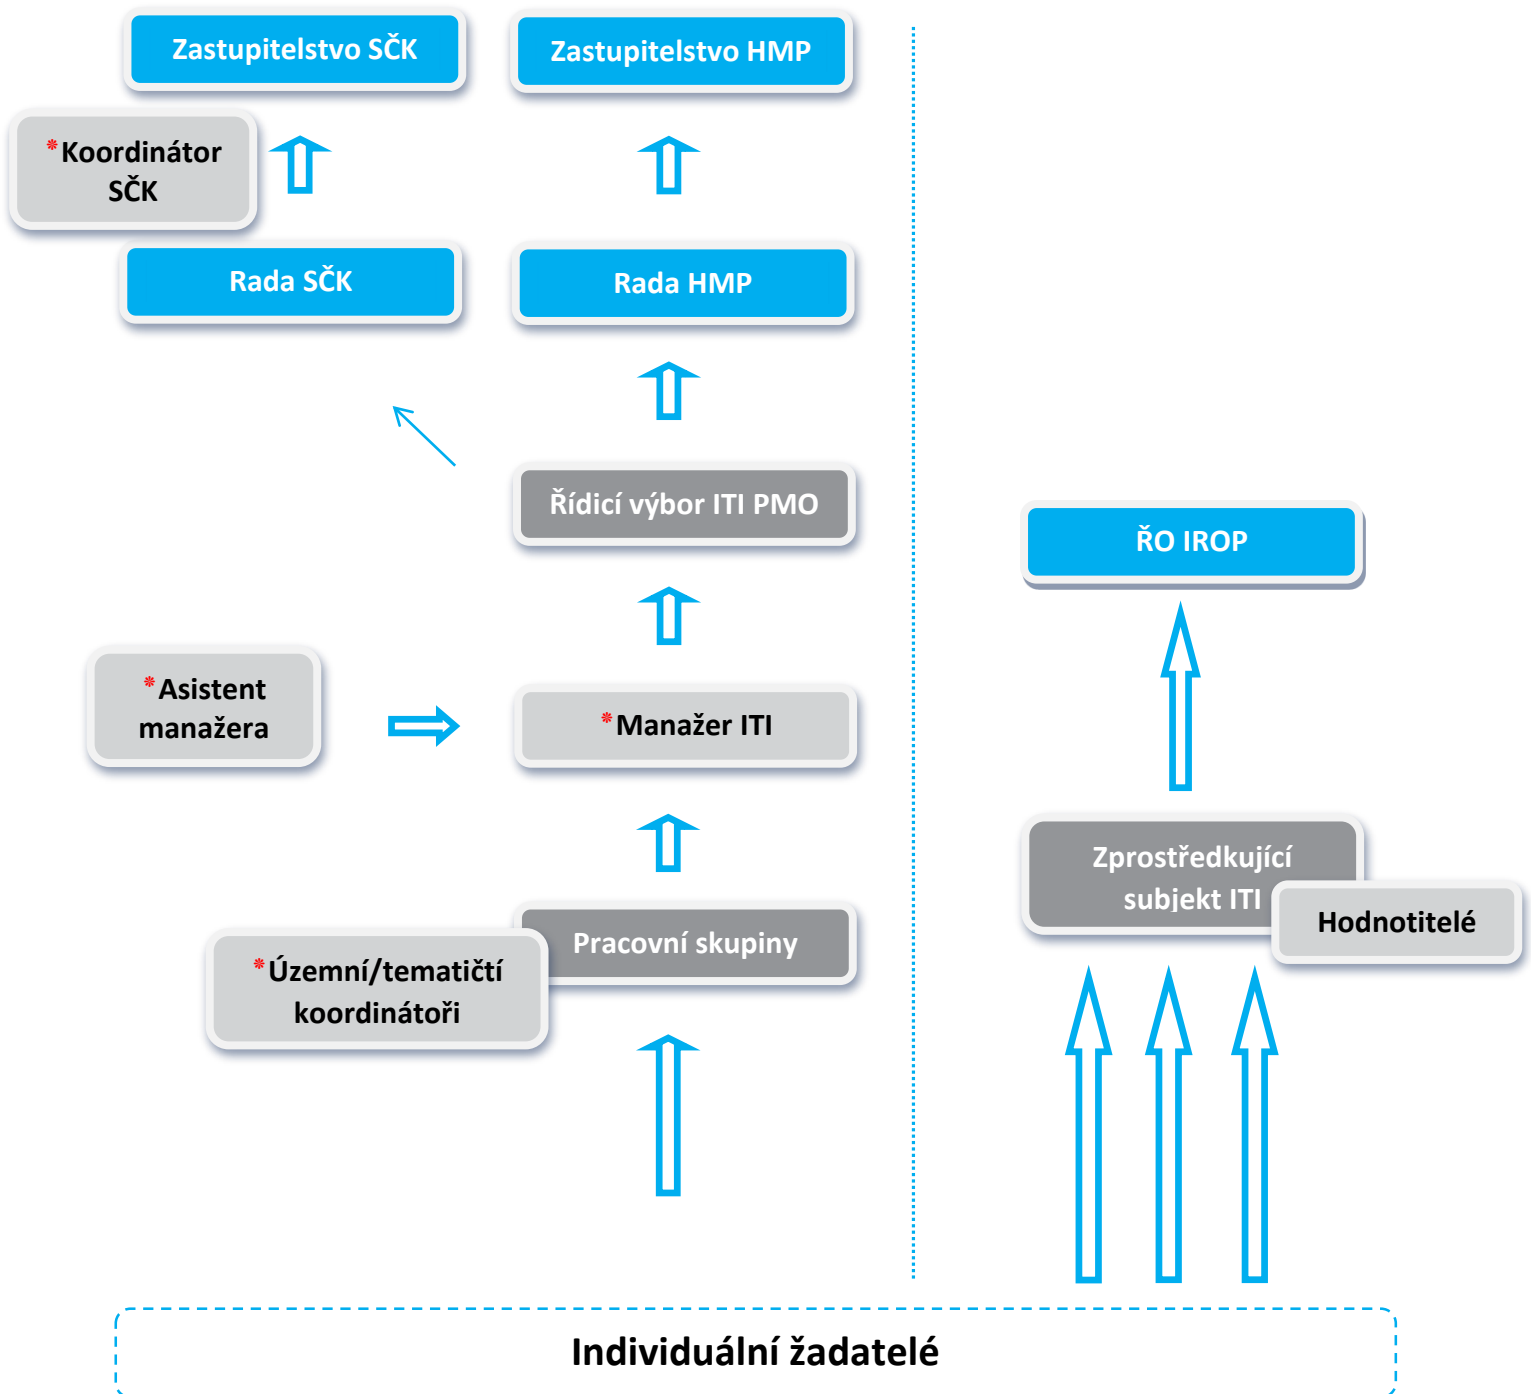 Zastupitelstvo SČK
Zastupitelstvo HMP
*Koordinátor
SČK
Rada SČK
Rada HMP
Řídicí výbor ITI PMO
ŘO IROP
*Asistent
manažera
*Manažer ITI
Zprostředkující
subjekt ITI
Hodnotitelé
Pracovní skupiny
*Územní/tematičtí
koordinátoři
Individuální žadatelé